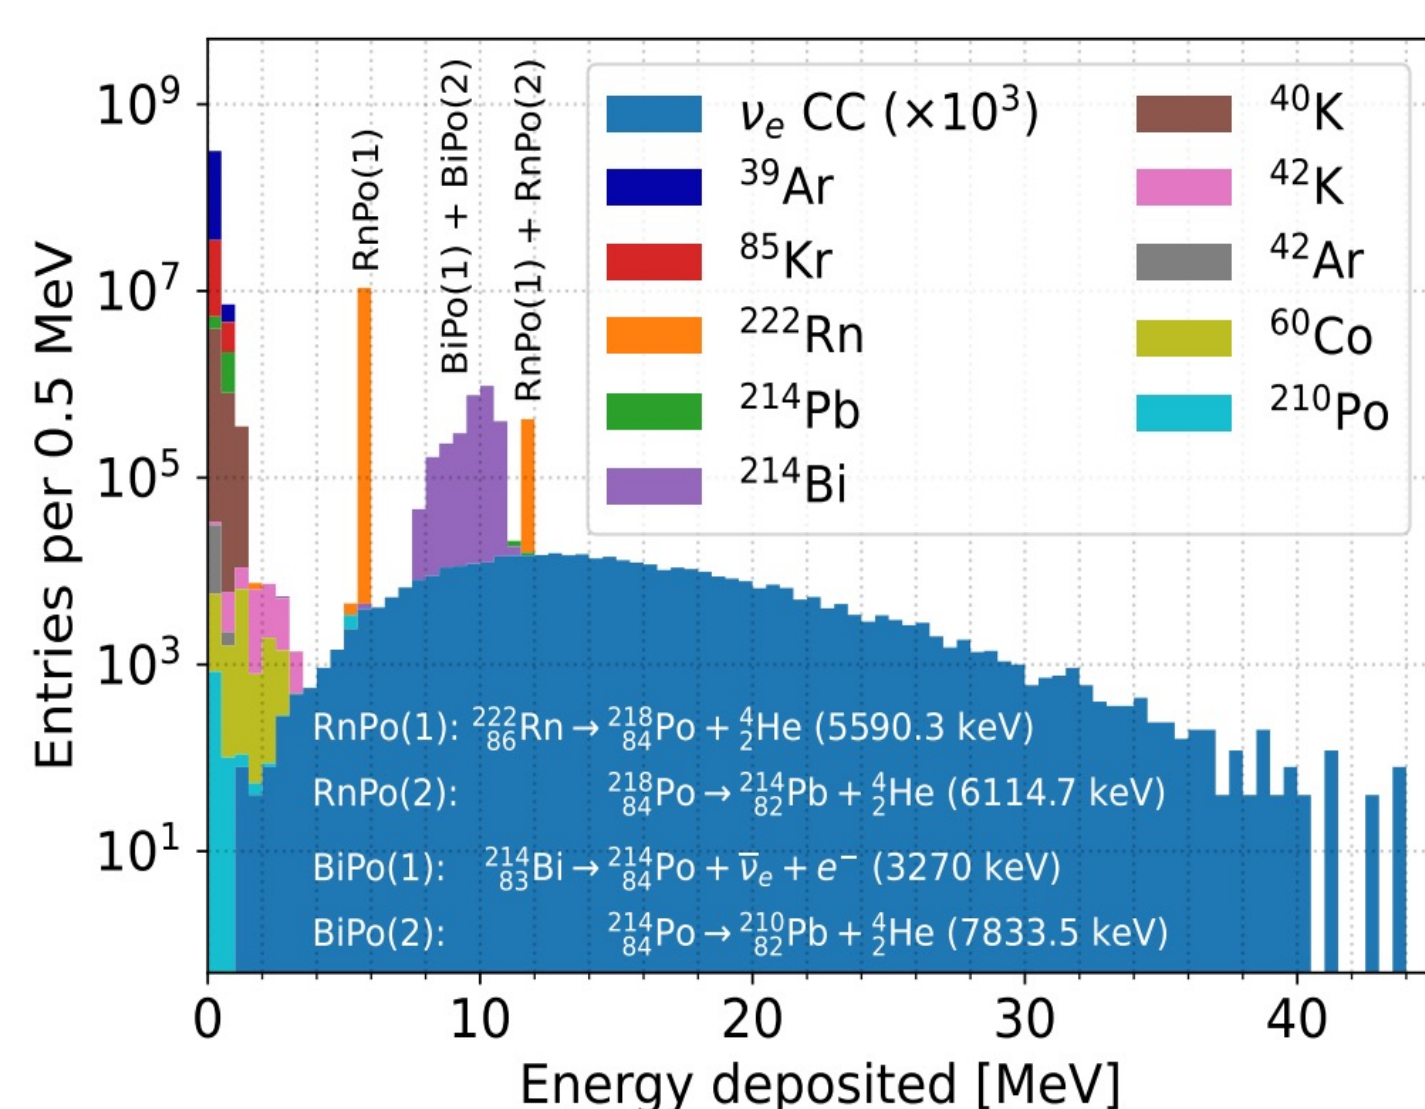 Entries per 0.5 MeV
10⁹
10⁷
10⁵
10³
10¹
RnPo(1)
BiPo(1) + BiPo(2)
RnPo(1) + RnPo(2)
νₑ CC (×10³)
³⁹Ar
⁸⁵Kr
²²²Rn
²¹⁴Pb
²¹⁴Bi
⁴⁰K
⁴²K
⁴²Ar
⁶⁰Co
²¹⁰Po
RnPo(1): ²²²₈₆Rn → ²¹⁸₈₄Po + ⁴₂He (5590.3 keV)
RnPo(2): ²¹⁸₈₄Po → ²¹⁴₈₂Pb + ⁴₂He (6114.7 keV)
BiPo(1): ²¹⁴₈₃Bi → ²¹⁴₈₄Po + ν̅ₑ + e⁻ (3270 keV)
BiPo(2): ²¹⁴₈₄Po → ²¹⁰₈₂Pb + ⁴₂He (7833.5 keV)
0 10 20 30 40
Energy deposited [MeV]